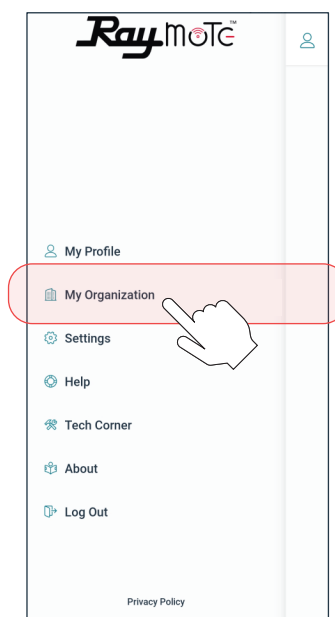 Raymote™
My Profile
My Organization
Settings
Help
Tech Corner
About
Log Out
Privacy Policy